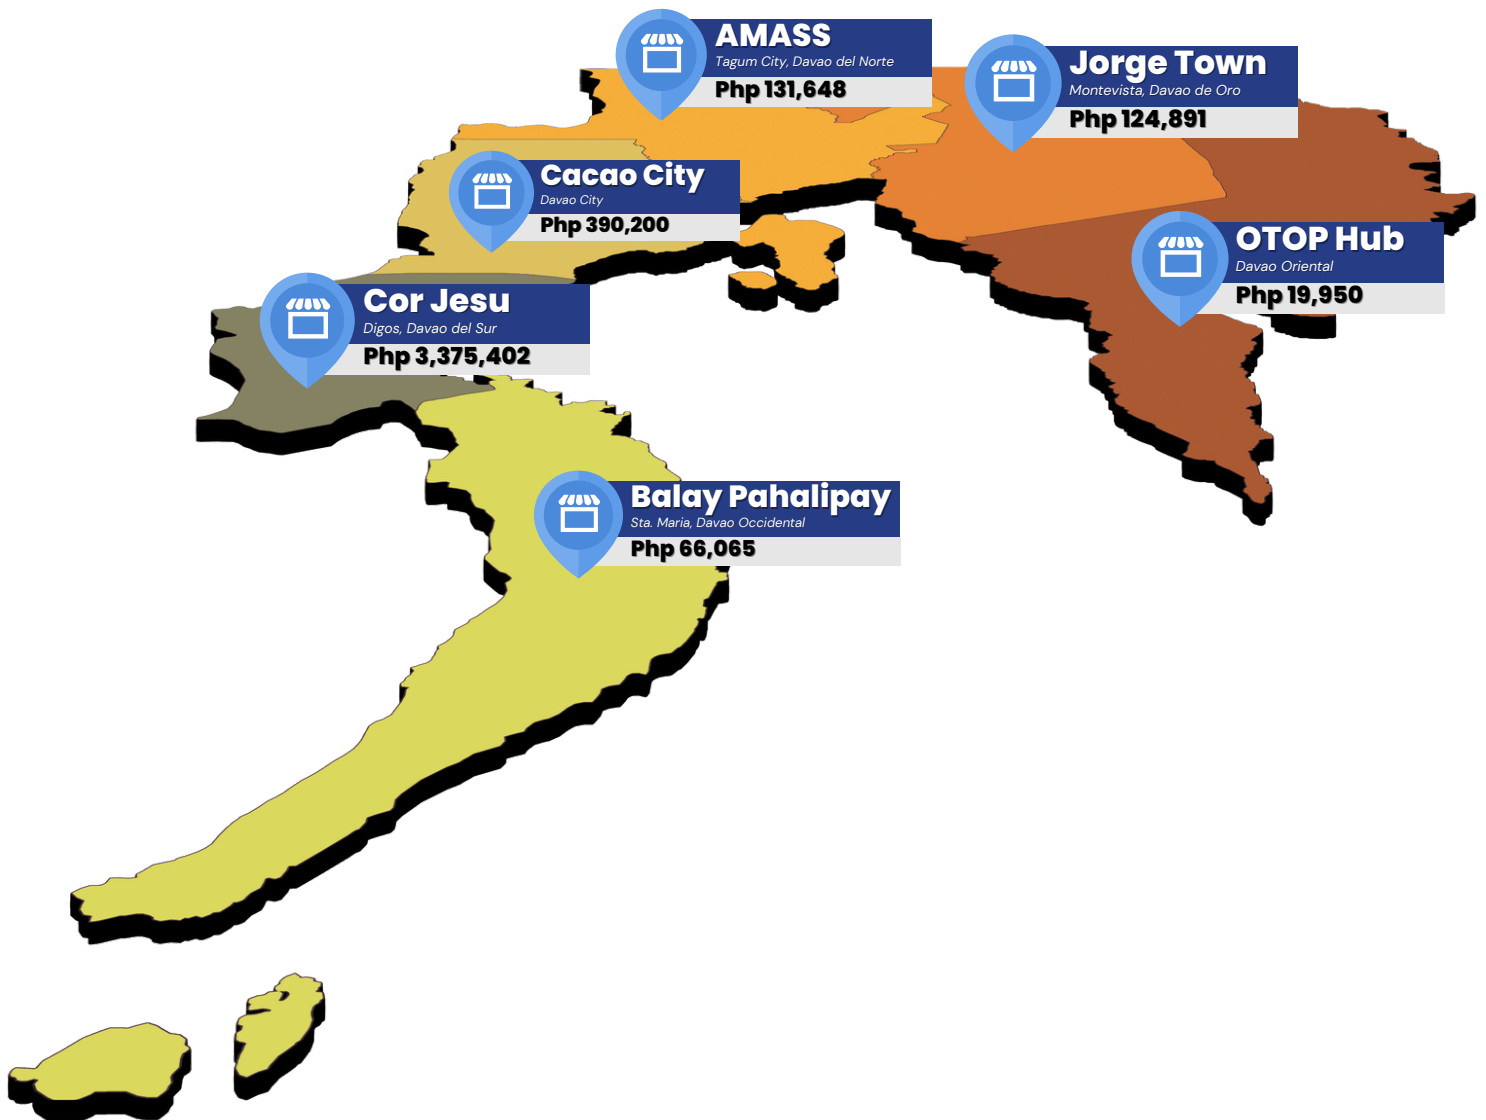 AMASS
Tagum City, Davao del Norte
Php 131,648
Jorge Town
Montevista, Davao de Oro
Php 124,891
Cacao City
Davao City
Php 390,200
OTOP Hub
Davao Oriental
Php 19,950
Cor Jesu
Digos, Davao del Sur
Php 3,375,402
Balay Pahalipay
Sta. Maria, Davao Occidental
Php 66,065